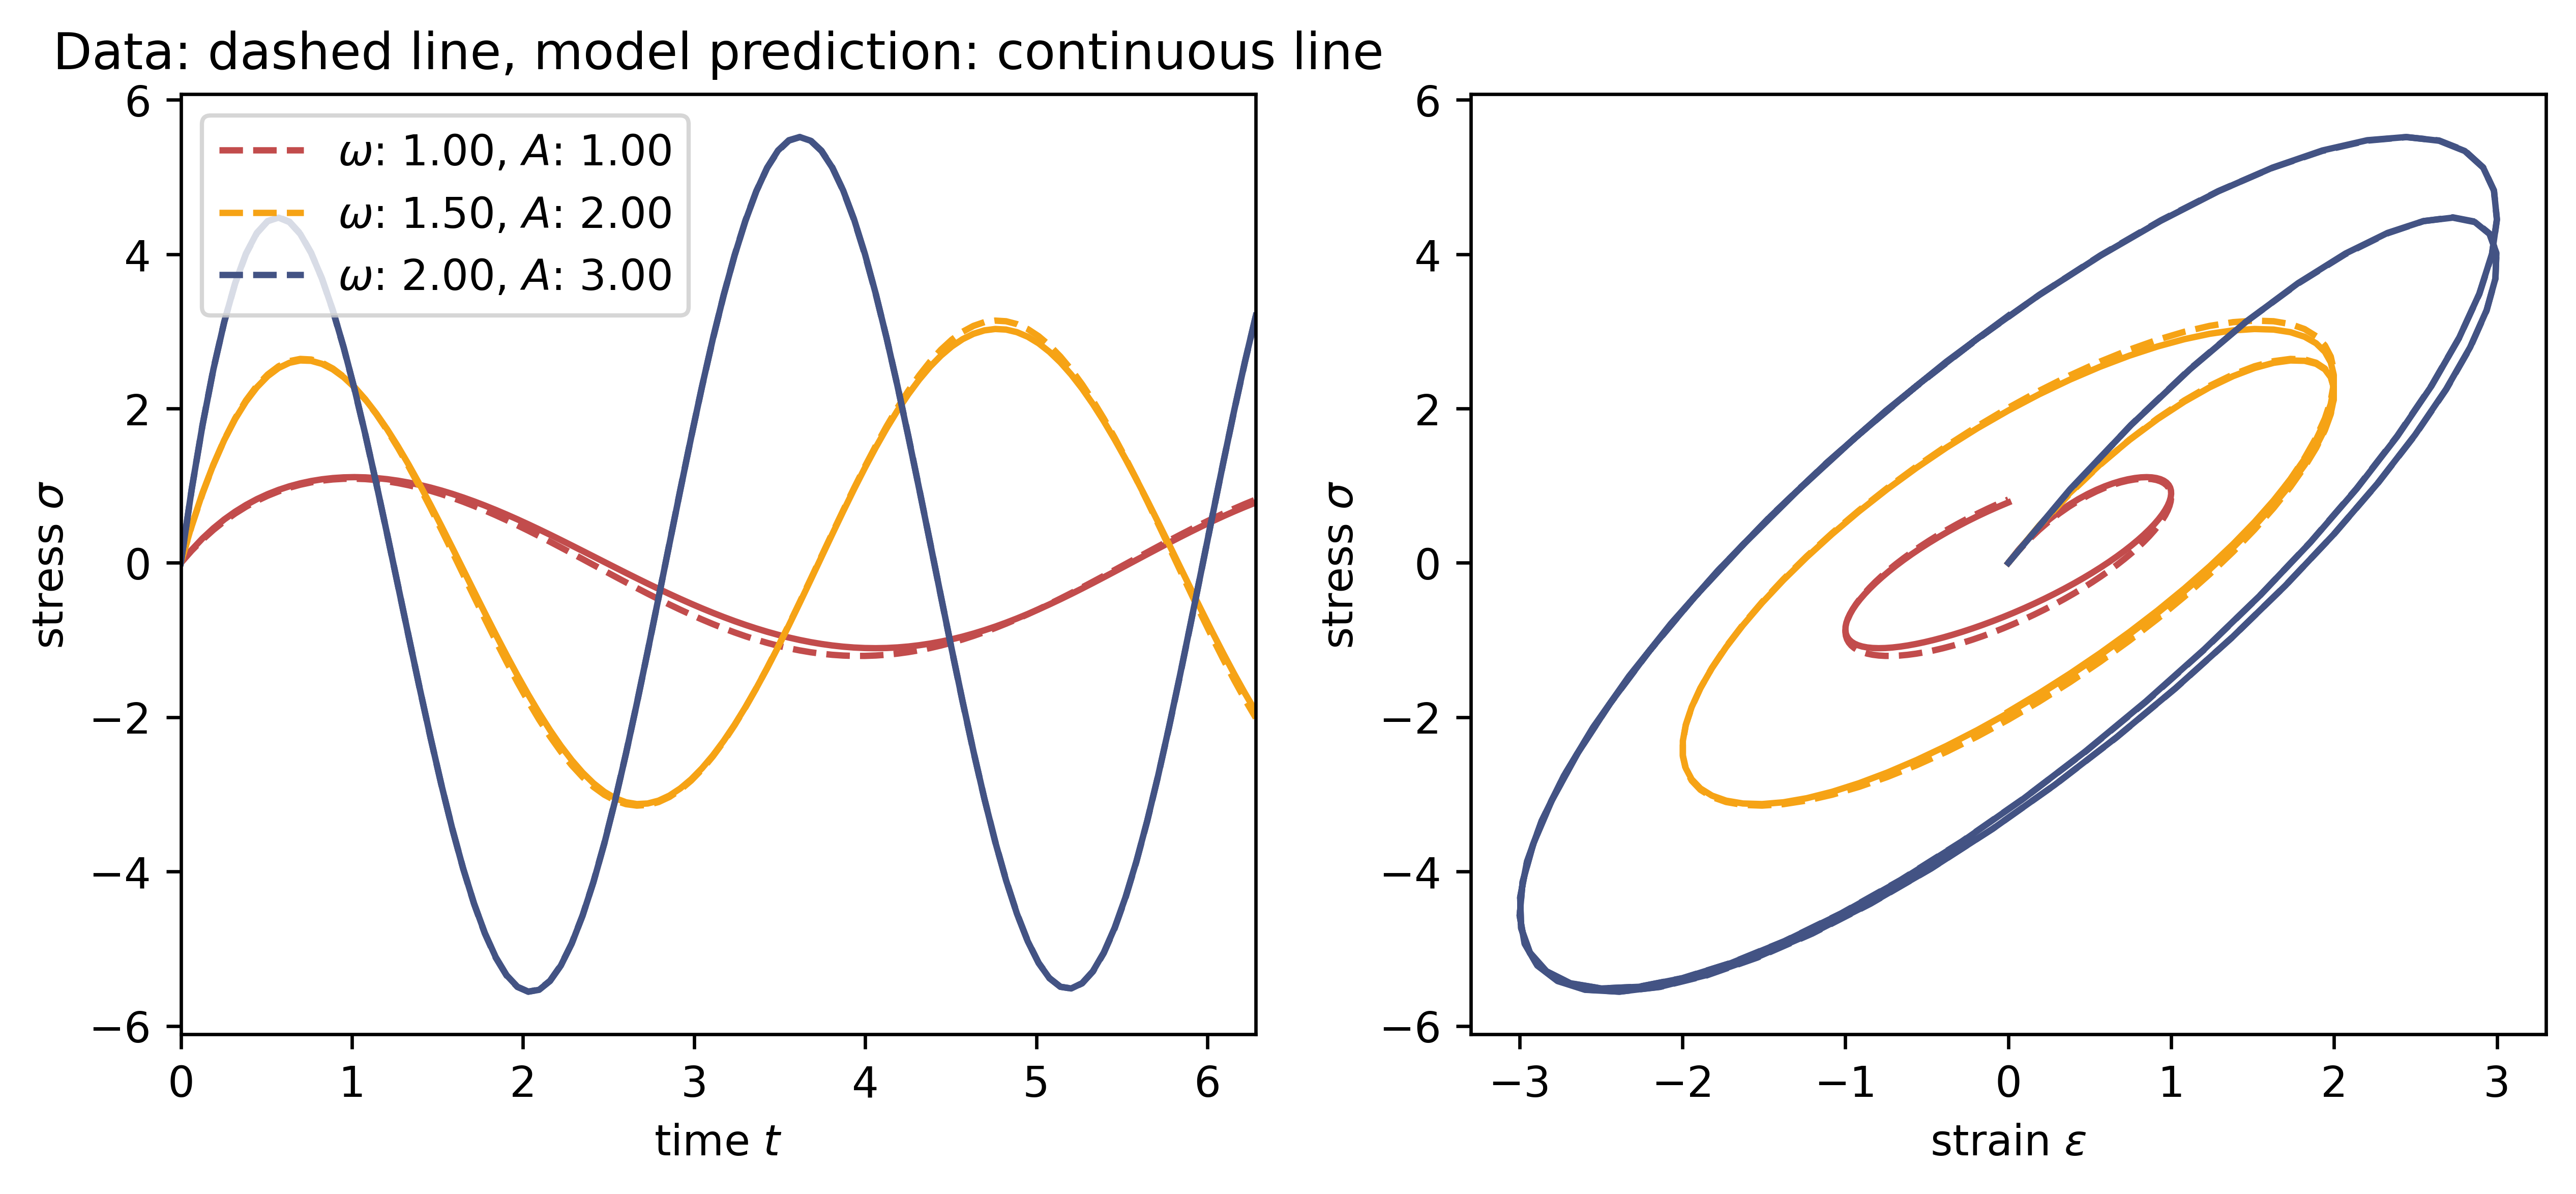 Data: dashed line, model prediction: continuous line
ω: 1.00, A: 1.00
ω: 1.50, A: 2.00
ω: 2.00, A: 3.00
6
4
2
0
−2
−4
−6
stress σ
0 1 2 3 4 5 6
time t
6
4
2
0
−2
−4
−6
stress σ
−3 −2 −1 0 1 2 3
strain ε